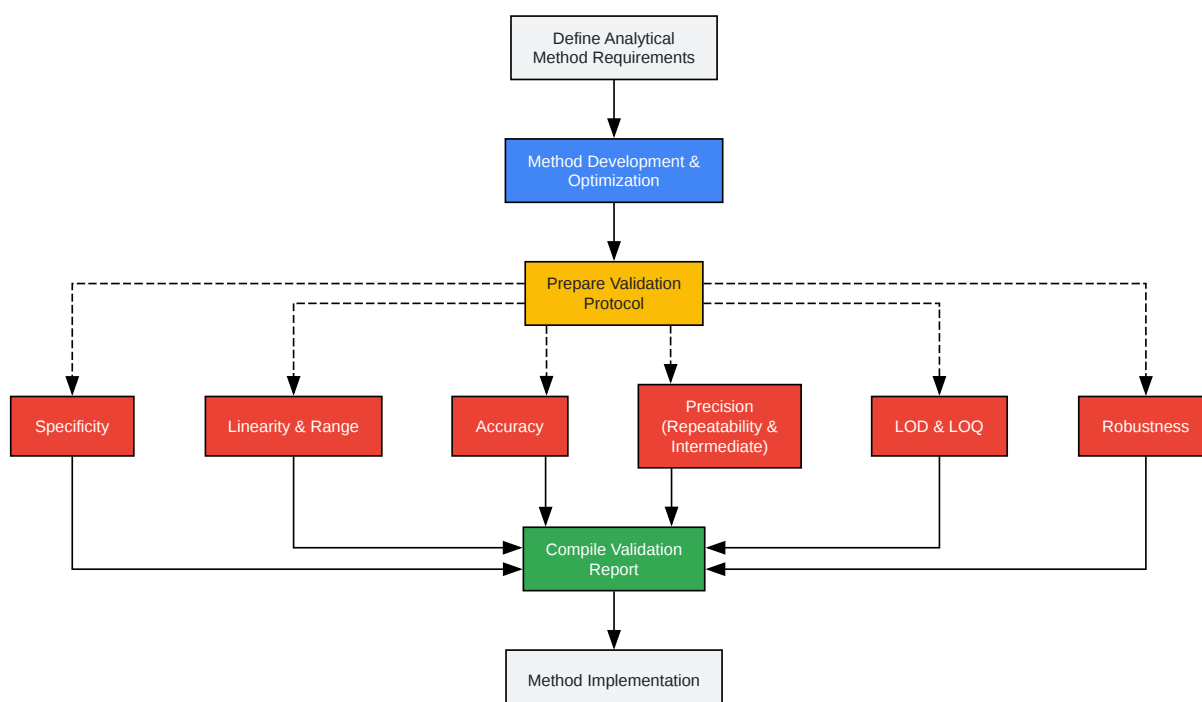 Define Analytical
Method Requirements
Method Development &
Optimization
Prepare Validation
Protocol
Specificity
Linearity & Range
Accuracy
Precision
(Repeatability &
Intermediate)
LOD & LOQ
Robustness
Compile Validation
Report
Method Implementation